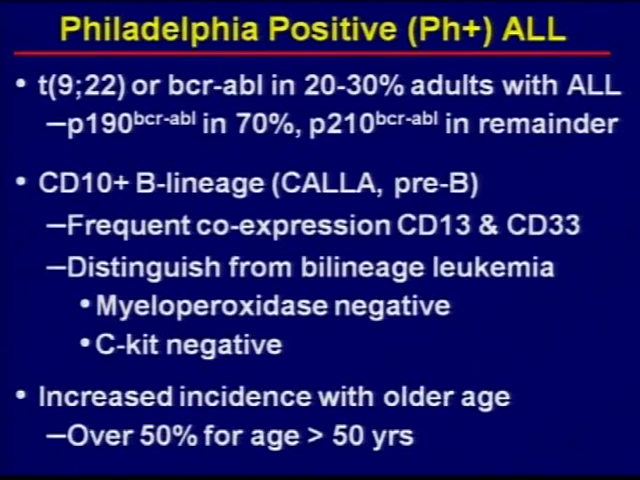 Philadelphia Positive (Ph+) ALL
• t(9;22) or bcr-abl in 20-30% adults with ALL
–p190bcr-abl in 70%, p210bcr-abl in remainder
• CD10+ B-lineage (CALLA, pre-B)
–Frequent co-expression CD13 & CD33
–Distinguish from bilineage leukemia
• Myeloperoxidase negative
• C-kit negative
• Increased incidence with older age
–Over 50% for age > 50 yrs